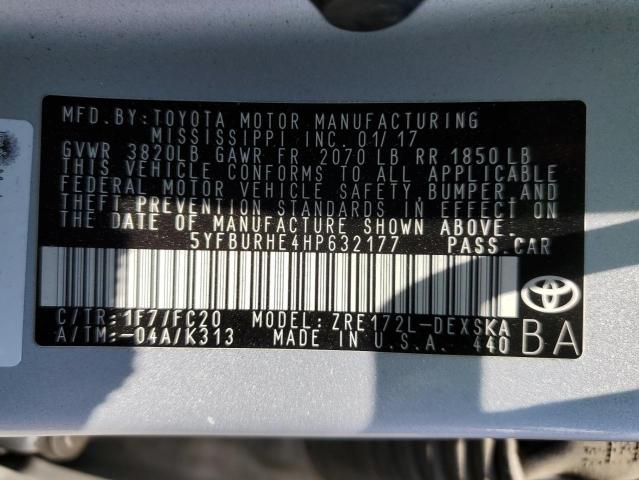 MFD. BY: TOYOTA MOTOR MANUFACTURING
MISSISSIPPI INC. 01/17
GVWR 3820LB GAWR FR 2070 LB RR 1850 LB
THIS VEHICLE CONFORMS TO ALL APPLICABLE
FEDERAL MOTOR VEHICLE SAFETY, BUMPER, AND
THEFT PREVENTION STANDARDS IN EFFECT ON
THE DATE OF MANUFACTURE SHOWN ABOVE.
5YFBURHE4HP632177 PASS.CAR
C/TR: 1F7/FC20 MODEL: ZRE172L-DEXSKA
A/TM: -04A/K313 MADE IN U.S.A. 440
BA